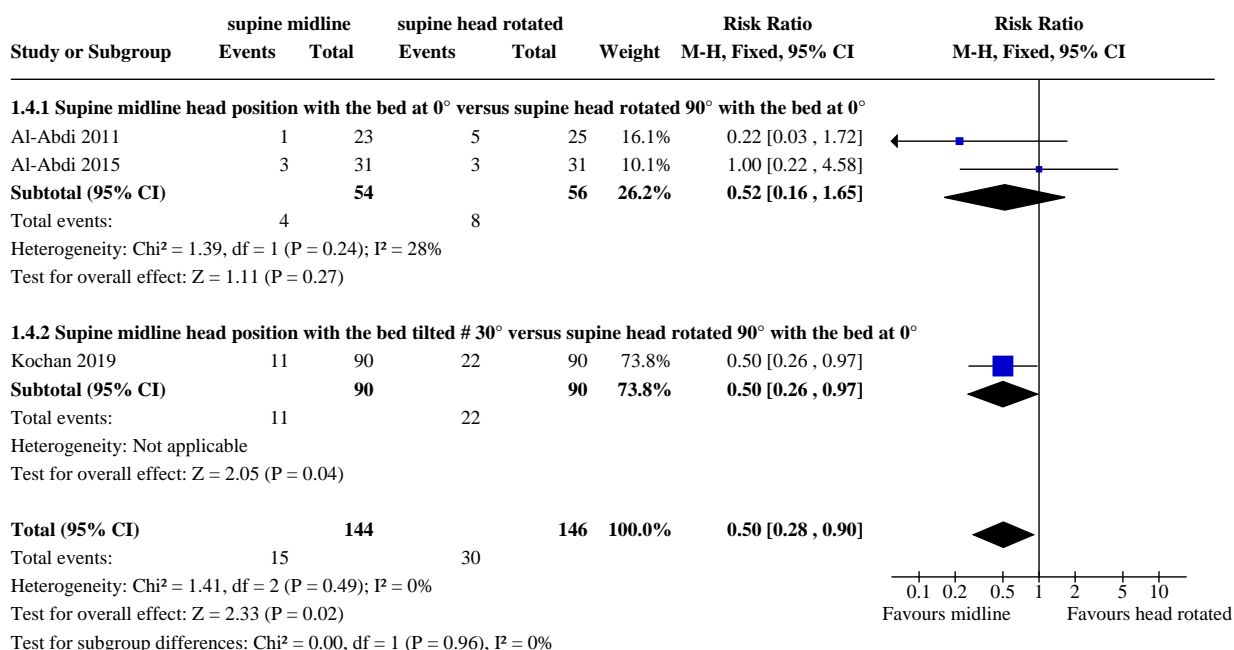 supine midline supine head rotated Risk Ratio Risk Ratio
Study or Subgroup Events Total Events Total Weight M-H, Fixed, 95% CI M-H, Fixed, 95% CI
1.4.1 Supine midline head position with the bed at 0° versus supine head rotated 90° with the bed at 0°
Al-Abdi 2011 1 23 5 25 16.1% 0.22 [0.03 , 1.72]
Al-Abdi 2015 3 31 3 31 10.1% 1.00 [0.22 , 4.58]
Subtotal (95% CI) 54 56 26.2% 0.52 [0.16 , 1.65]
Total events: 4 8
Heterogeneity: Chi² = 1.39, df = 1 (P = 0.24); I² = 28%
Test for overall effect: Z = 1.11 (P = 0.27)
1.4.2 Supine midline head position with the bed tilted # 30° versus supine head rotated 90° with the bed at 0°
Kochan 2019 11 90 22 90 73.8% 0.50 [0.26 , 0.97]
Subtotal (95% CI) 90 90 73.8% 0.50 [0.26 , 0.97]
Total events: 11 22
Heterogeneity: Not applicable
Test for overall effect: Z = 2.05 (P = 0.04)
Total (95% CI) 144 146 100.0% 0.50 [0.28 , 0.90]
Total events: 15 30
Heterogeneity: Chi² = 1.41, df = 2 (P = 0.49); I² = 0%
0.1 0.2 0.5 1 2 5 10
Test for overall effect: Z = 2.33 (P = 0.02)
Favours midline Favours head rotated
Test for subgroup differences: Chi² = 0.00, df = 1 (P = 0.96), I² = 0%